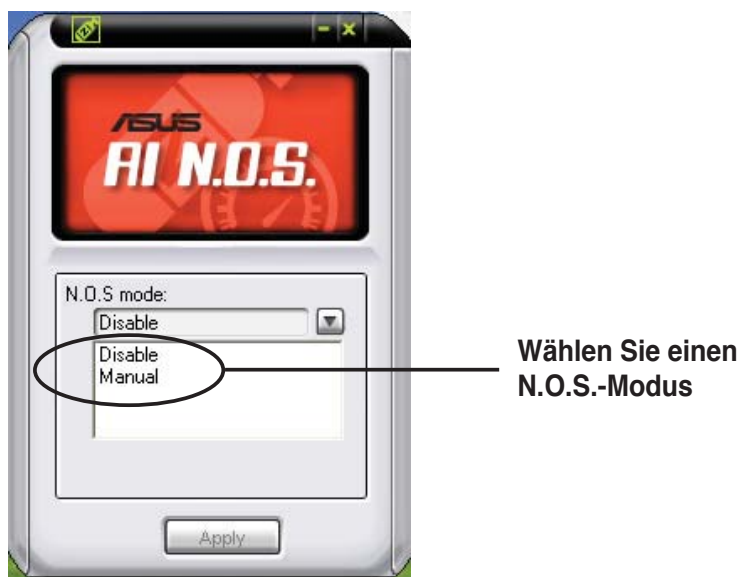 ASUS
AI N.O.S.
N.O.S mode:
Disable
Disable
Manual
Wählen Sie einen
N.O.S.-Modus
Apply